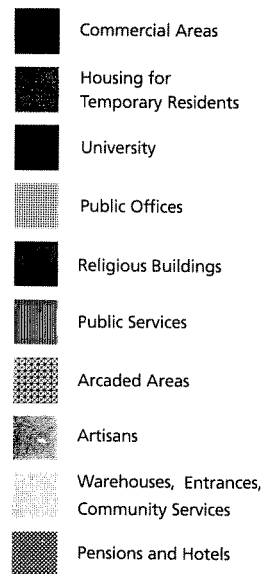 Commercial Areas
Housing for
Temporary Residents
University
Public Offices
Religious Buildings
Public Services
Arcaded Areas
Artisans
Warehouses, Entrances,
Community Services
Pensions and Hotels